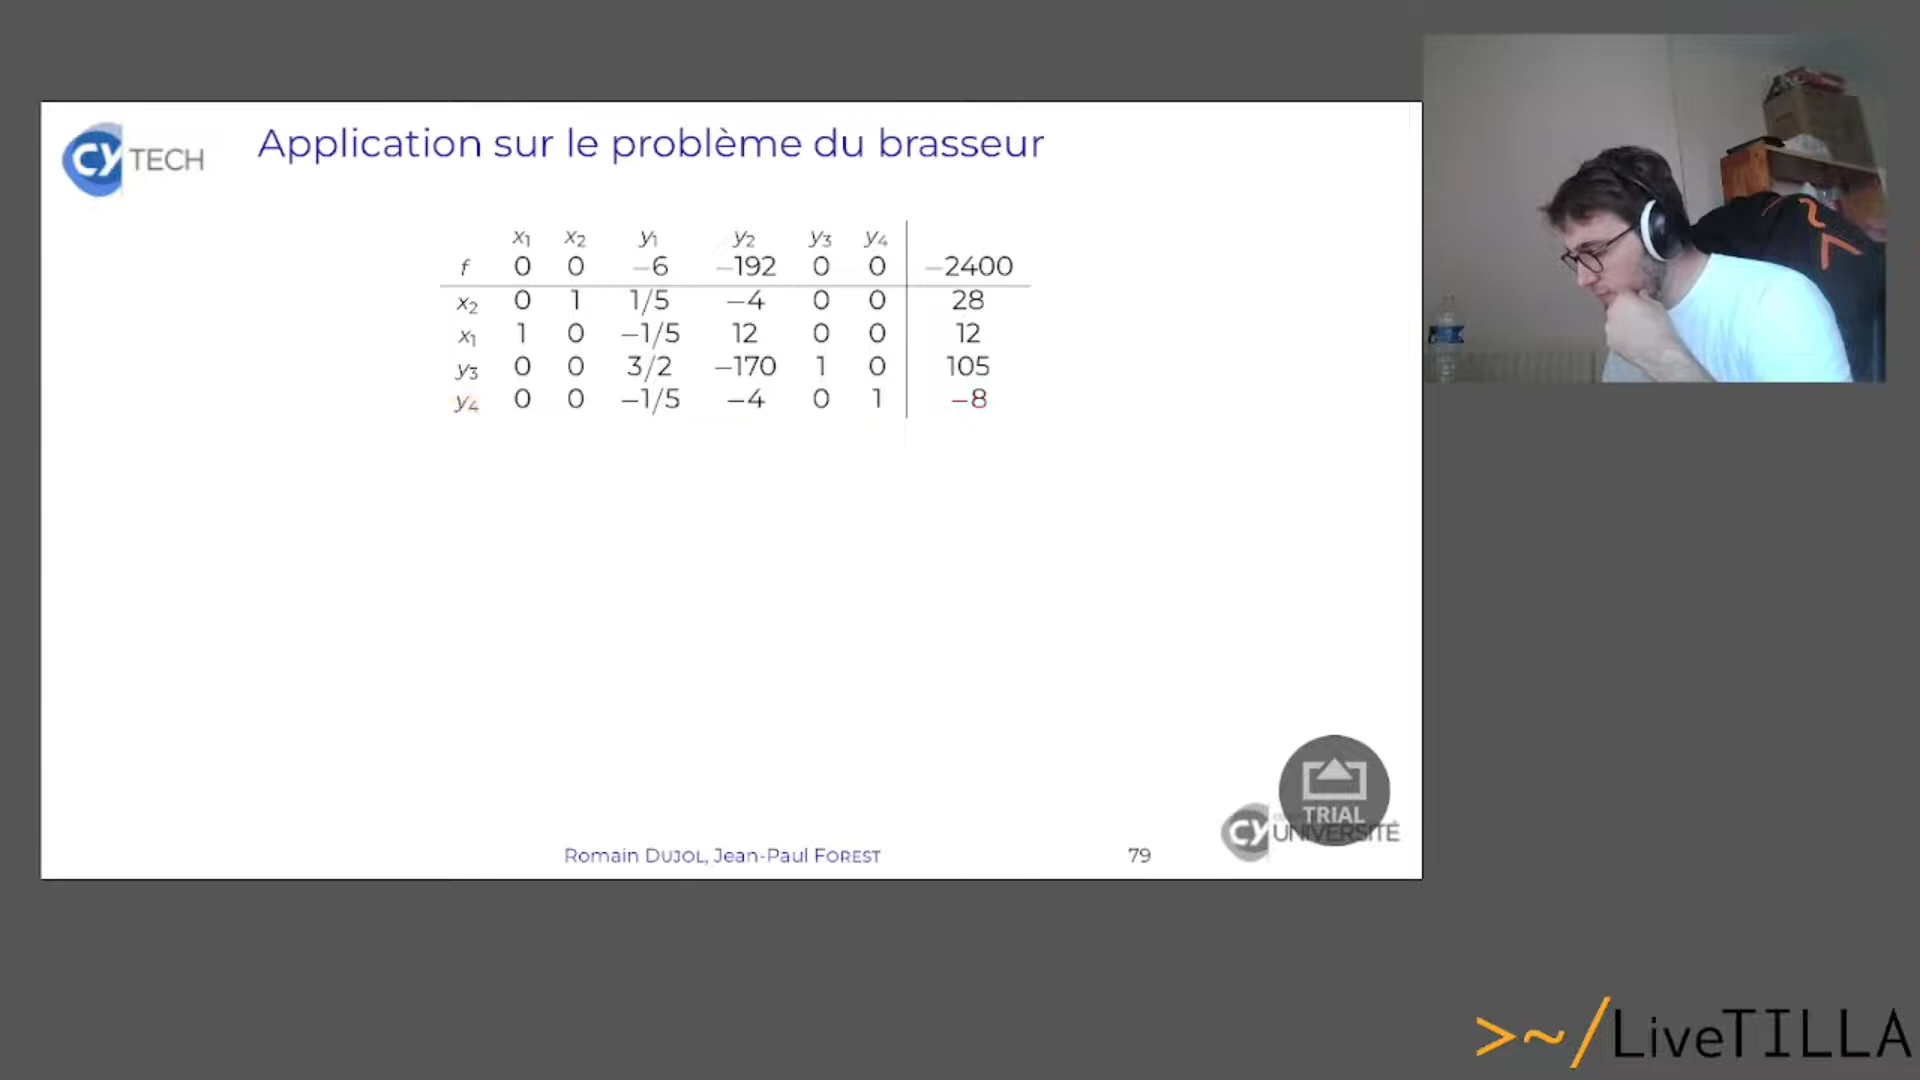 CY TECH
Application sur le problème du brasseur
x₁ x₂ y₁ y₂ y₃ y₄
f 0 0 −6 −192 0 0 −2400
x₂ 0 1 1/5 −4 0 0 28
x₁ 1 0 −1/5 12 0 0 12
y₃ 0 0 3/2 −170 1 0 105
y₄ 0 0 −1/5 −4 0 1 −8
TRIAL
CY UNIVERSITÉ
Romain DUJOL, Jean-Paul FOREST
79
>~/LiveTILLA